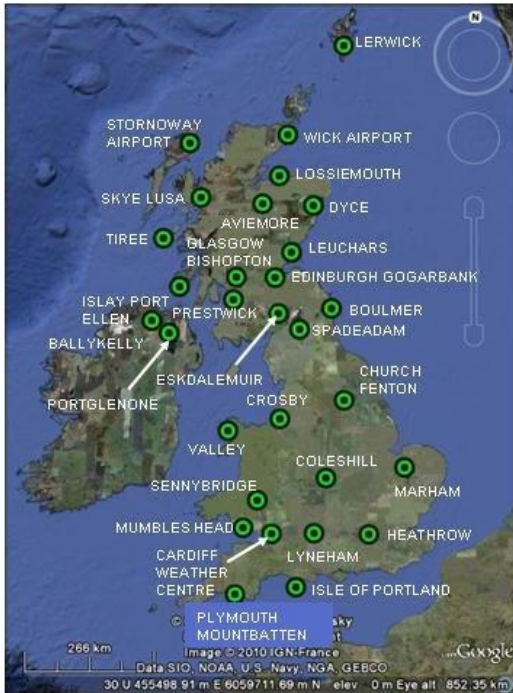 N
LERWICK
STORNOWAY
AIRPORT
WICK AIRPORT
LOSSIEMOUTH
SKYE LUSA
AVIEMORE
DYCE
TIREE
GLASGOW
BISHOPTON
LEUCHARS
EDINBURGH GOGARBANK
ISLAY PORT
ELLEN
PRESTWICK
BOULMER
BALLYKELLY
SPADEADAM
ESKDALEMUIR
PORTGLENONE
CHURCH
FENTON
CROSBY
VALLEY
COLESHILL
MARHAM
SENNYBRIDGE
MUMBLES HEAD
HEATHROW
CARDIFF
WEATHER
CENTRE
LYNEHAM
ISLE OF PORTLAND
PLYMOUTH
MOUNTBATTEN
266 km
Image © 2010 IGN-France
Data SIO, NOAA, U.S. Navy, NGA, GEBCO
...Google
30 U 455498.91 m E 6059711.69 m N elev 0 m Eye alt 852.35 km